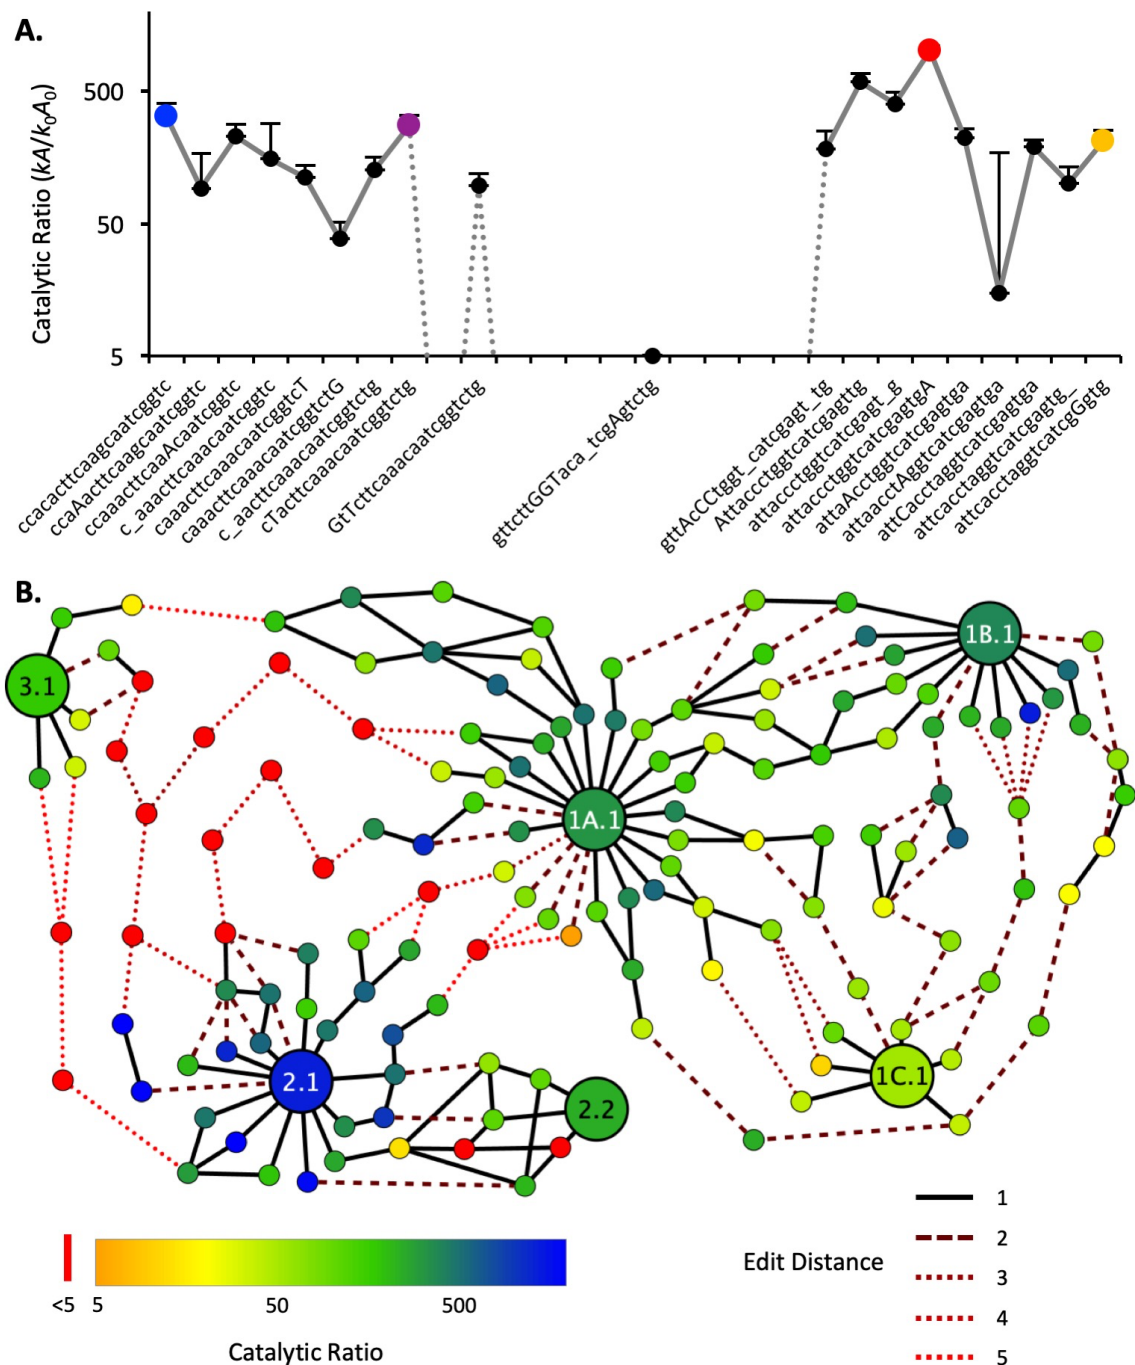 A.
Catalytic Ratio (kA/k₀A₀)
500
50
5
ccacacttcaagcaatcggtc
ccaAacttcaagcaatcggtc
ccaaacttcaaAcaatcggtc
c_aaacttcaaacaatcggtc
caaacttcaaacaatcggtcT
caaacttcaaacaatcggtctG
c_aacttcaaacaatcggtctg
cTacttcaaacaatcggtctg
GtTcttcaaacaatcggtctg
gttcttGGTaca_tcgAgtctg
gttAcCCtggt_catcgagt_tg
Attaccctggtcatcgagttg
attaccctggtcatcgagt_g
attaccctggtcatcgagtgA
attaAcctggtcatcgagtga
attaacctAggtcatcgagtga
attCacctaggtcatcgagtga
attcacctaggtcatcgagtg_
attcacctaggtcatcgGgtg
B.
3.1
1B.1
1A.1
2.1
2.2
1C.1
<5 5 50 500
Catalytic Ratio
Edit Distance
1
2
3
4
5